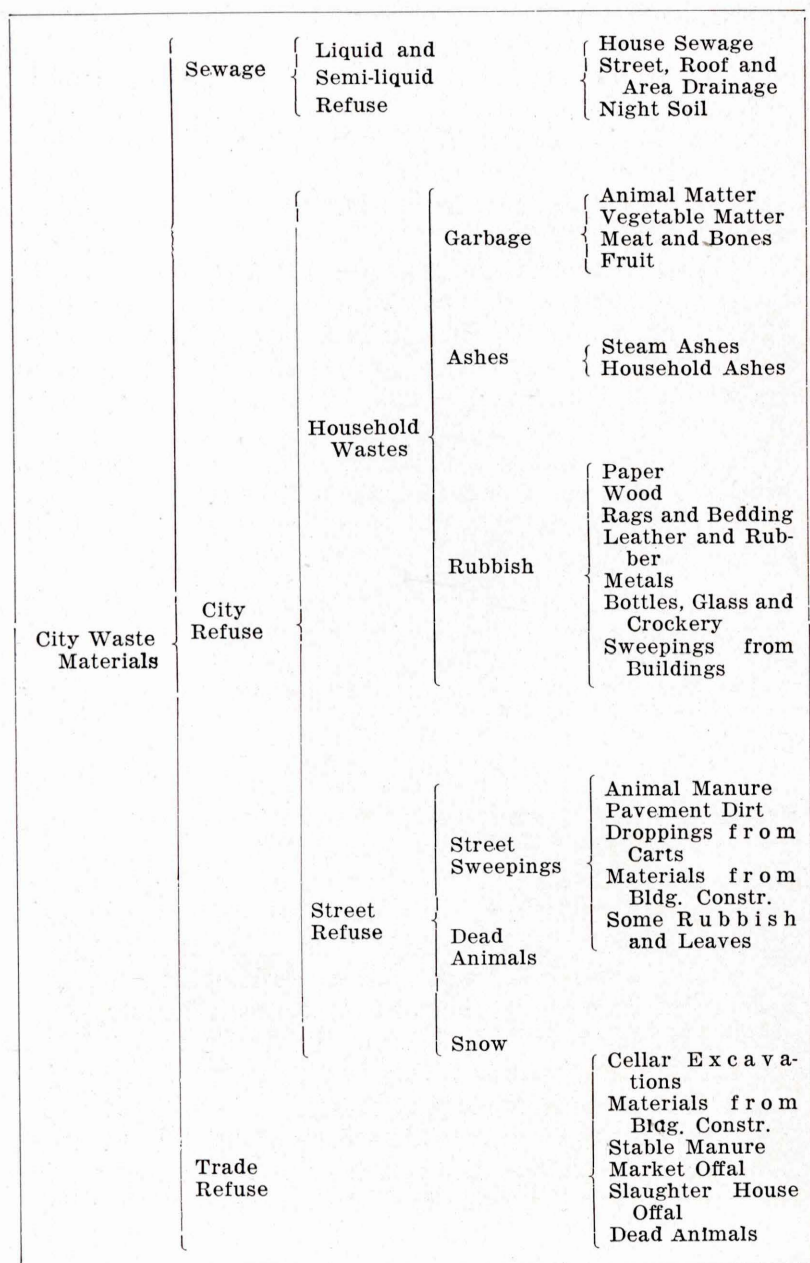 City Waste
Materials
Sewage
Liquid and
Semi-liquid
Refuse
House Sewage
Street, Roof and
Area Drainage
Night Soil
City
Refuse
Household
Wastes
Garbage
Animal Matter
Vegetable Matter
Meat and Bones
Fruit
Ashes
Steam Ashes
Household Ashes
Rubbish
Paper
Wood
Rags and Bedding
Leather and Rub-
ber
Metals
Bottles, Glass and
Crockery
Sweepings from
Buildings
Street
Refuse
Street
Sweepings
Animal Manure
Pavement Dirt
Droppings from
Carts
Materials from
Bldg. Constr.
Some Rubbish
and Leaves
Dead
Animals
Snow
Trade
Refuse
Cellar Excava-
tions
Materials from
Bldg. Constr.
Stable Manure
Market Offal
Slaughter House
Offal
Dead Animals